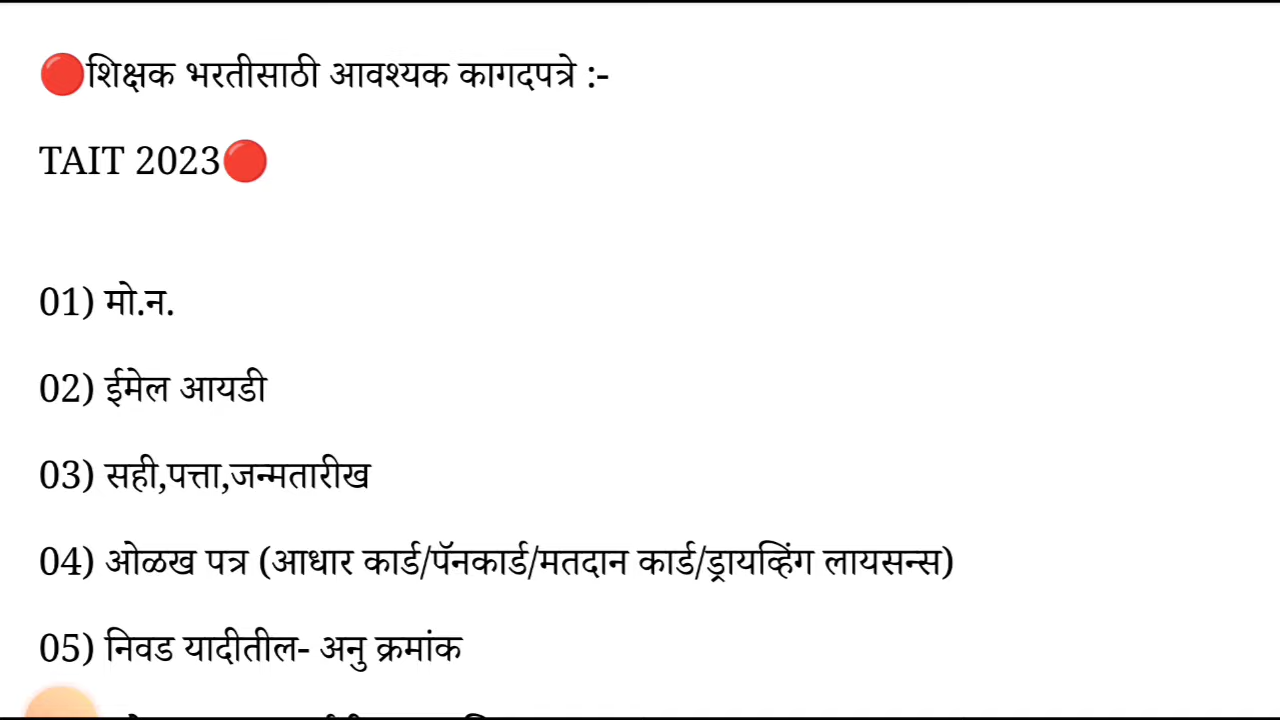 🔴शिक्षक भरतीसाठी आवश्यक कागदपत्रे :-
TAIT 2023🔴
01) मो.न.
02) ईमेल आयडी
03) सही,पत्ता,जन्मतारीख
04) ओळख पत्र (आधार कार्ड/पॅनकार्ड/मतदान कार्ड/ड्रायव्हिंग लायसन्स)
05) निवड यादीतील- अनु क्रमांक